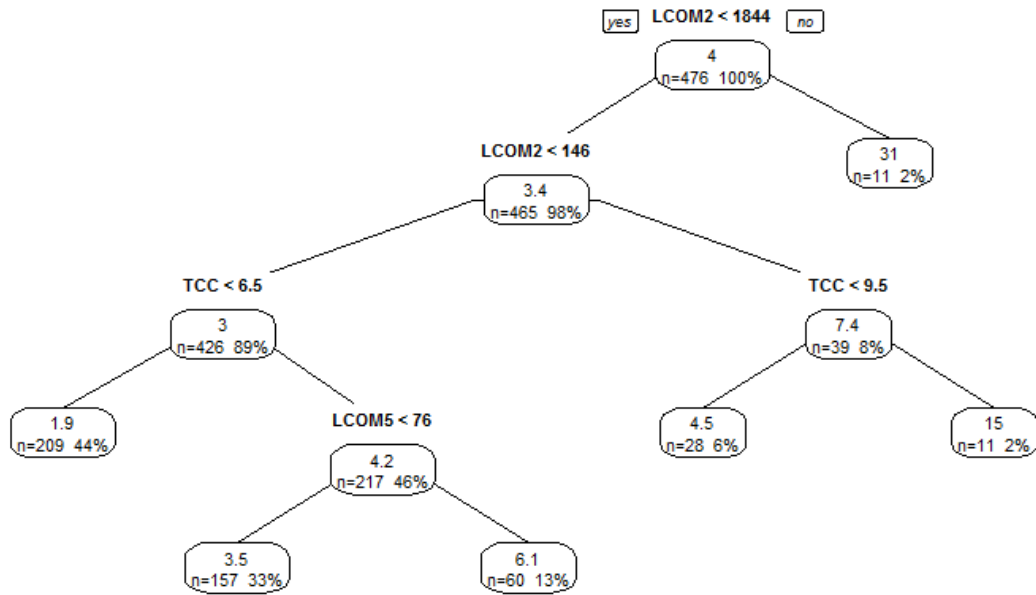 yes LCOM2 < 1844 no
4
n=476 100%
31
n=11 2%
LCOM2 < 146
3.4
n=465 98%
TCC < 6.5
TCC < 9.5
3
n=426 89%
7.4
n=39 8%
1.9
n=209 44%
LCOM5 < 76
4.5
n=28 6%
15
n=11 2%
4.2
n=217 46%
3.5
n=157 33%
6.1
n=60 13%